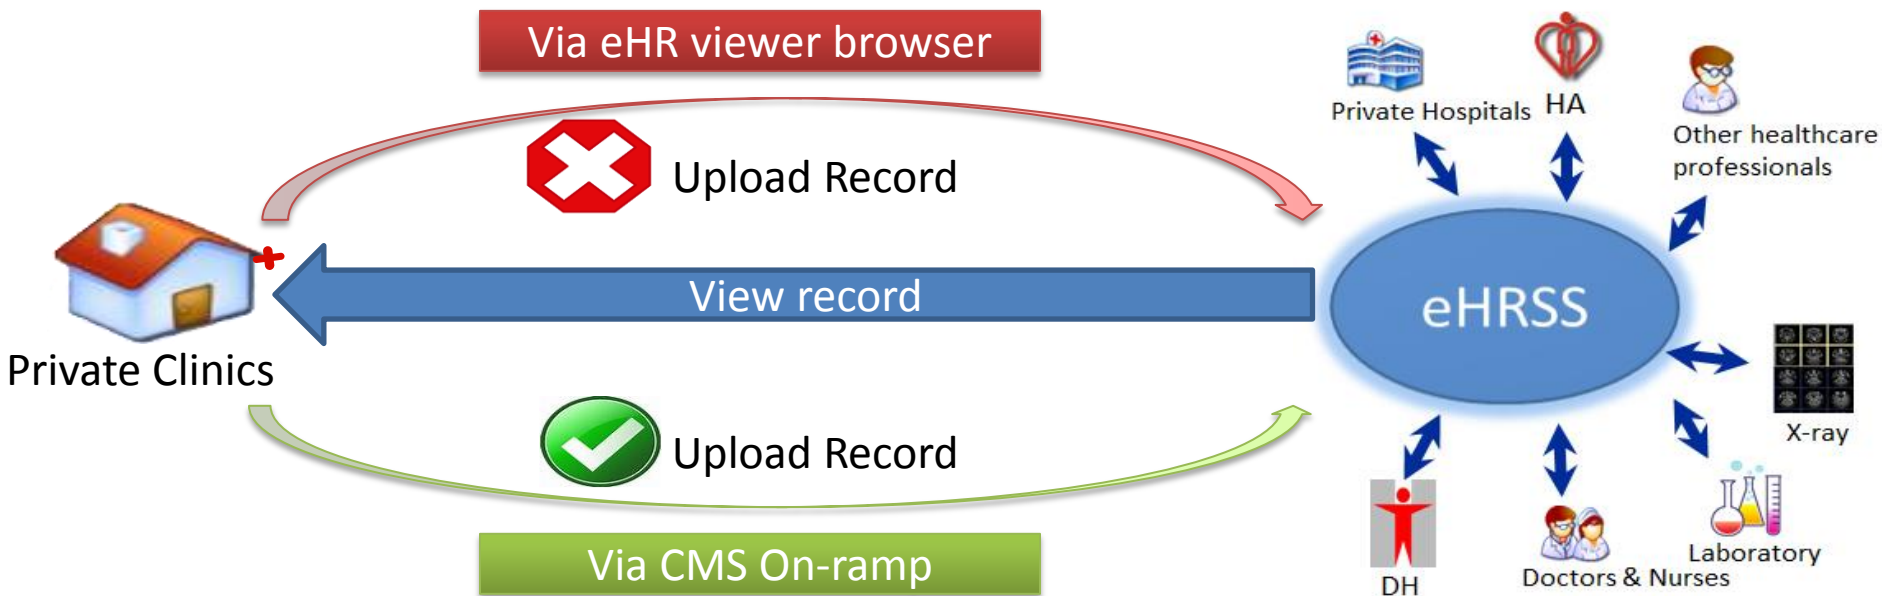 Via eHR viewer browser
Upload Record
View record
Private Clinics
Upload Record
Via CMS On-ramp
Private Hospitals
HA
Other healthcare
professionals
eHRSS
X-ray
Laboratory
Doctors & Nurses
DH